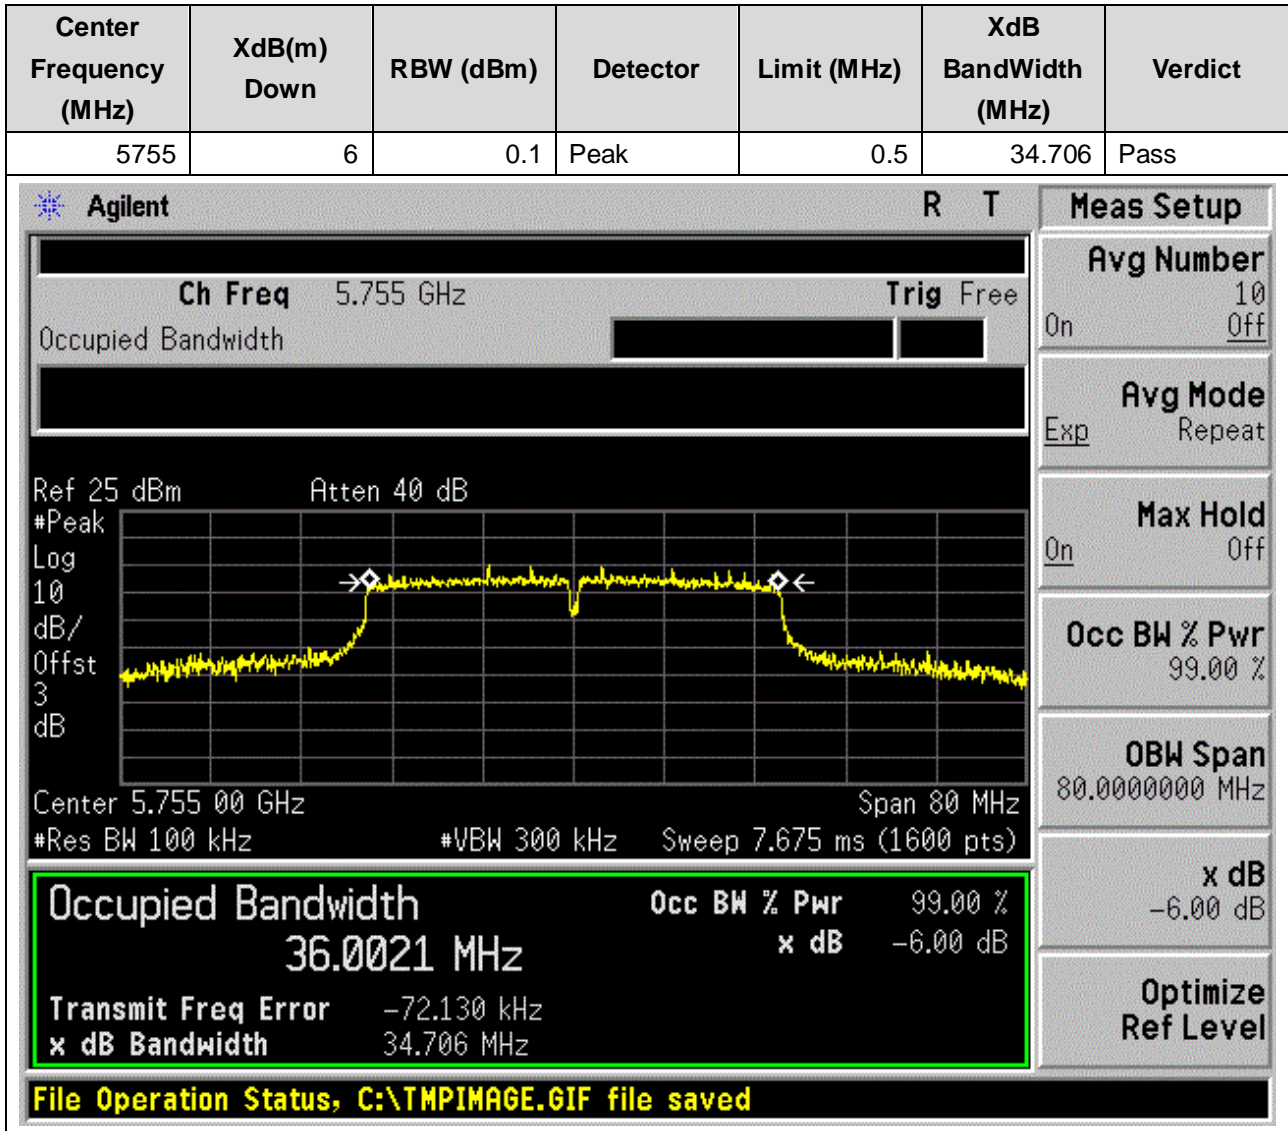 Center Frequency (MHz) XdB(m) Down RBW (dBm) Detector Limit (MHz) XdB BandWidth (MHz) Verdict
5755 6 0.1 Peak 0.5 34.706 Pass
Agilent R T
Ch Freq 5.755 GHz Trig Free
Occupied Bandwidth
Ref 25 dBm Atten 40 dB
#Peak
Log
10
dB/
Offst
3
dB
Center 5.755 00 GHz Span 80 MHz
#Res BW 100 kHz #VBW 300 kHz Sweep 7.675 ms (1600 pts)
Occupied Bandwidth Occ BW % Pwr 99.00 %
36.0021 MHz x dB -6.00 dB
Transmit Freq Error -72.130 kHz
x dB Bandwidth 34.706 MHz
File Operation Status, C:\TMPIMAGE.GIF file saved
Meas Setup
Avg Number
10
On Off
Avg Mode
Exp Repeat
Max Hold
On Off
Occ BW % Pwr
99.00 %
OBW Span
80.0000000 MHz
x dB
-6.00 dB
Optimize
Ref Level